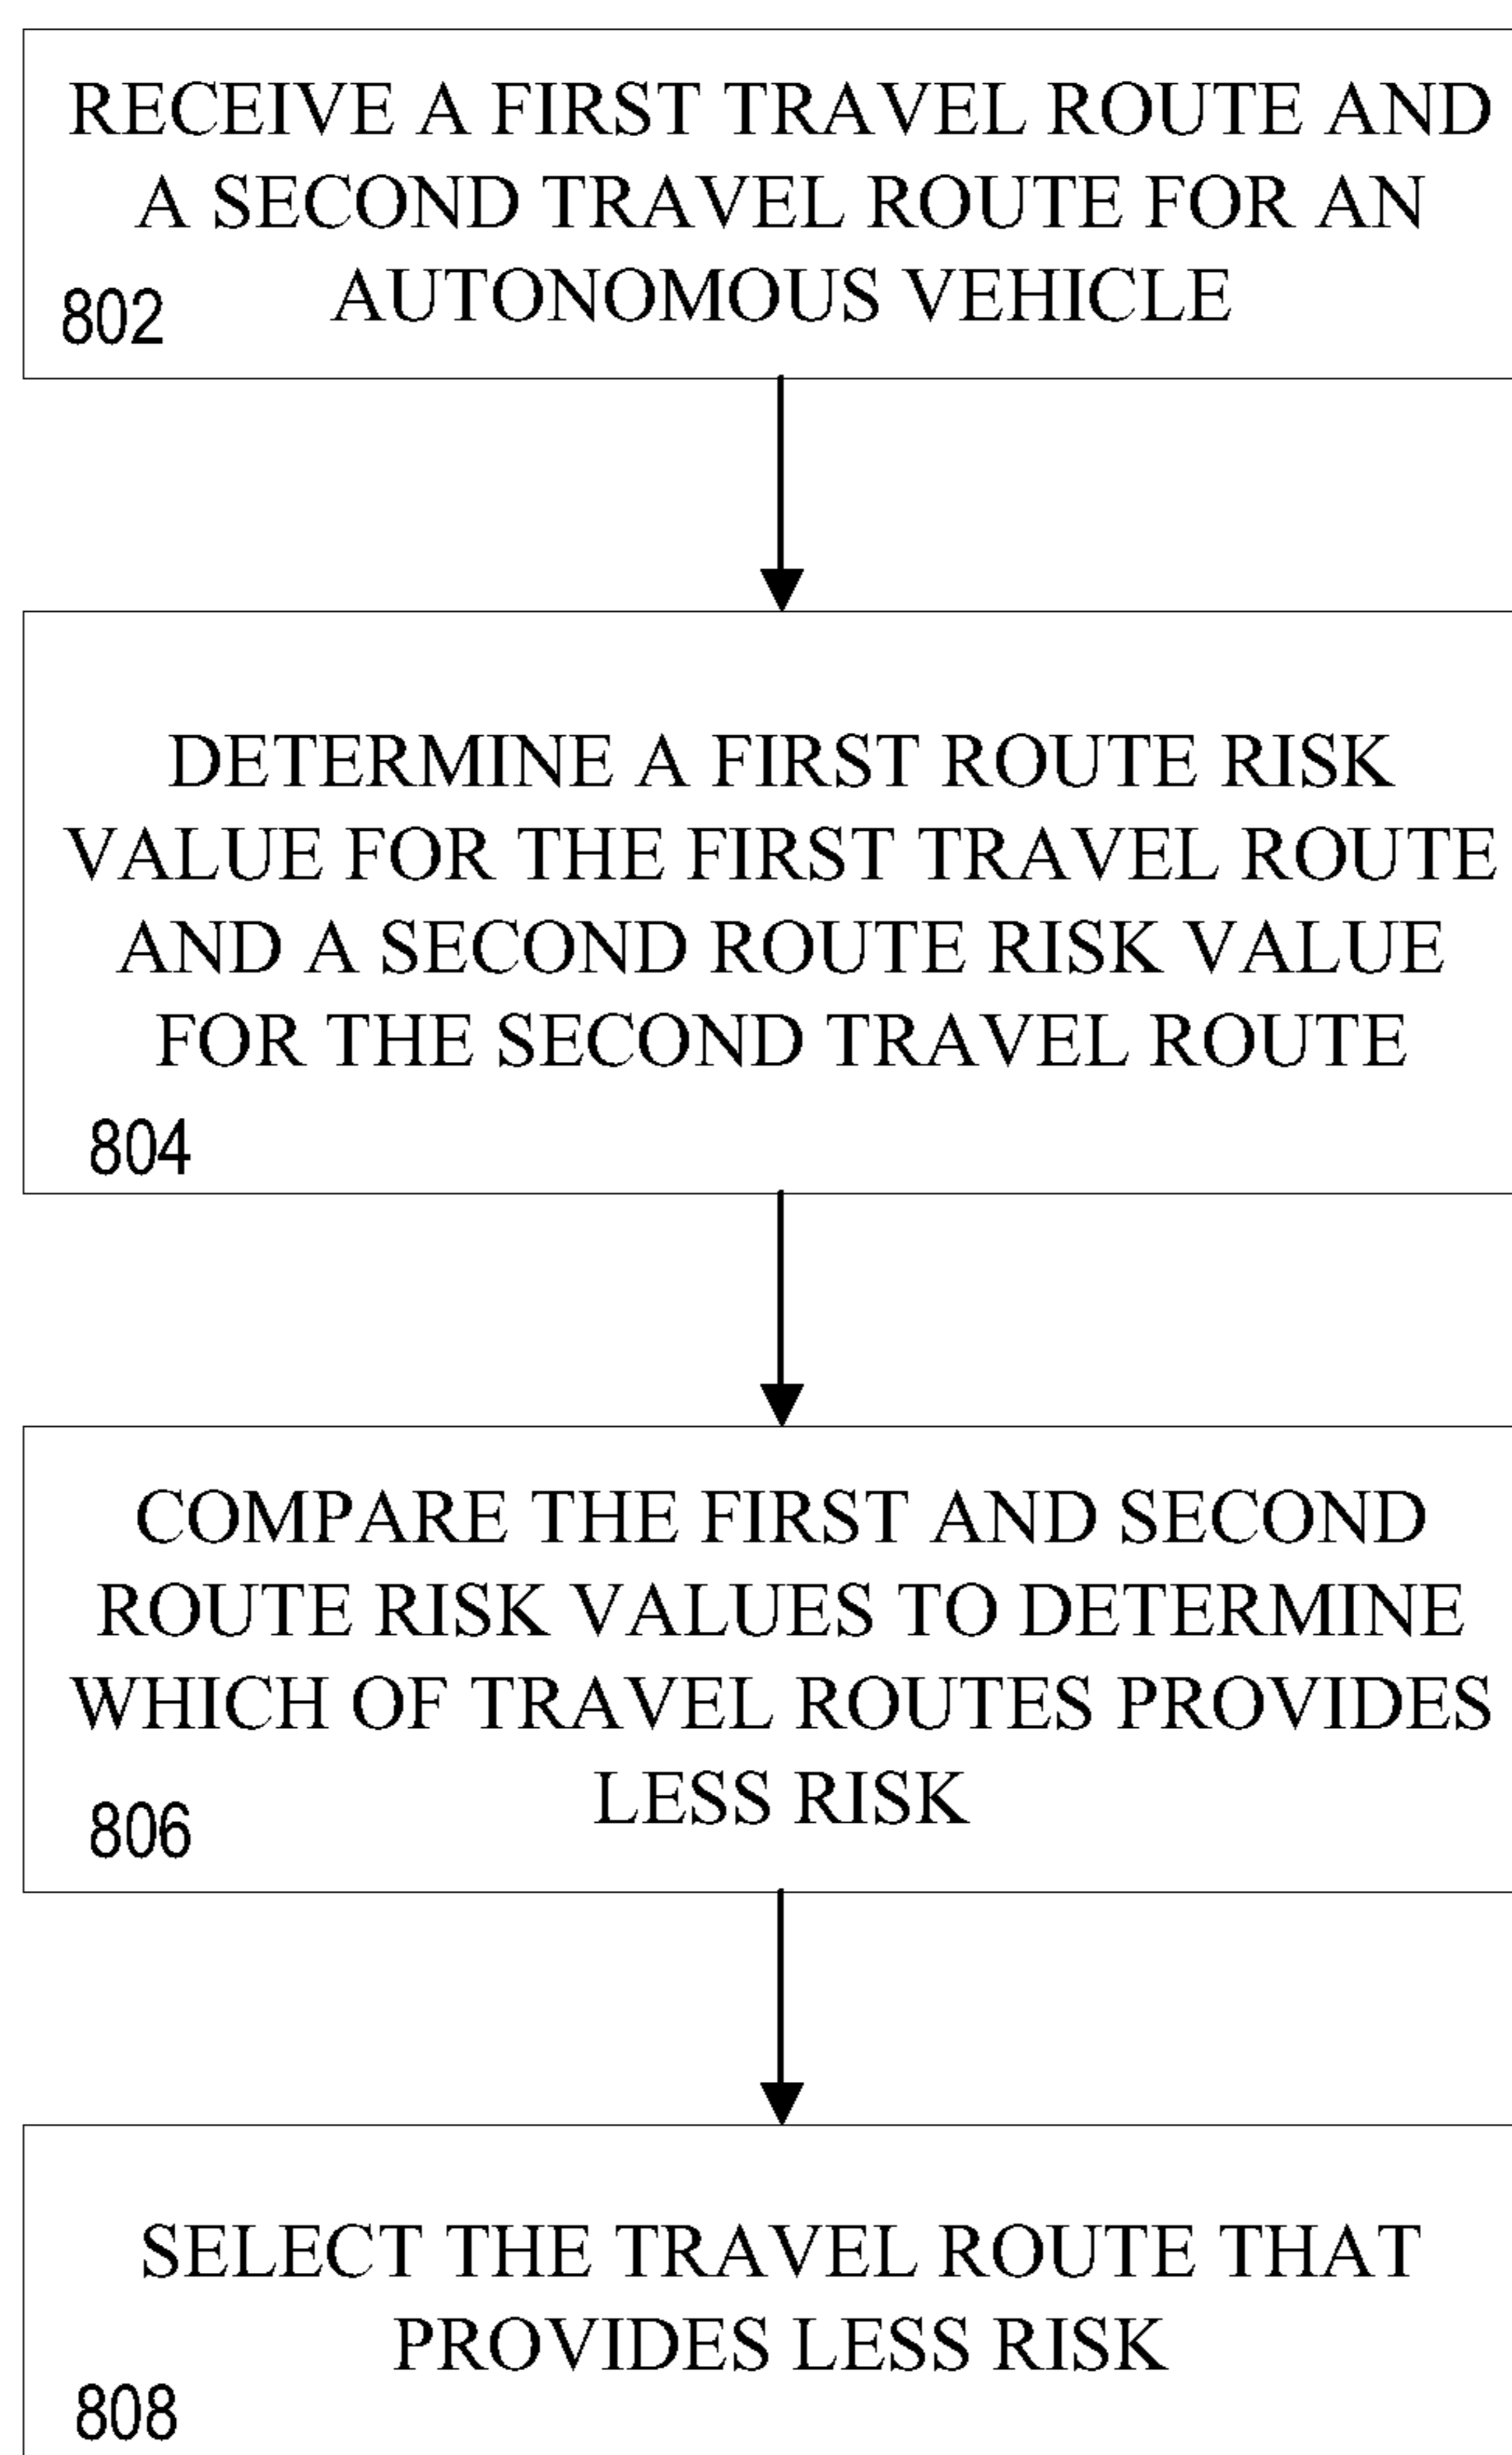 RECEIVE A FIRST TRAVEL ROUTE AND
A SECOND TRAVEL ROUTE FOR AN
AUTONOMOUS VEHICLE
802
DETERMINE A FIRST ROUTE RISK
VALUE FOR THE FIRST TRAVEL ROUTE
AND A SECOND ROUTE RISK VALUE
FOR THE SECOND TRAVEL ROUTE
804
COMPARE THE FIRST AND SECOND
ROUTE RISK VALUES TO DETERMINE
WHICH OF TRAVEL ROUTES PROVIDES
LESS RISK
806
SELECT THE TRAVEL ROUTE THAT
PROVIDES LESS RISK
808